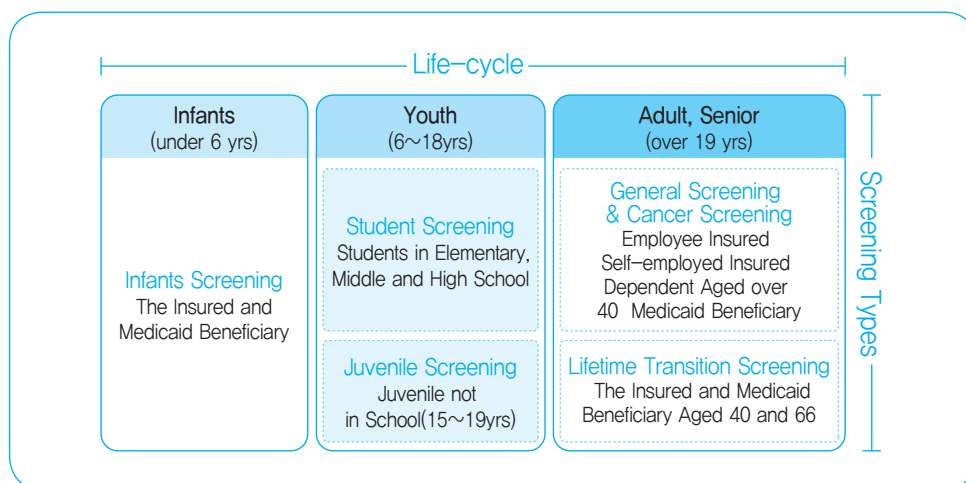 Life-cycle
Infants
(under 6 yrs)
Infants Screening
The Insured and
Medicaid Beneficiary
Youth
(6~18yrs)
Student Screening
Students in Elementary,
Middle and High School
Juvenile Screening
Juvenile not
in School(15~19yrs)
Adult, Senior
(over 19 yrs)
General Screening
& Cancer Screening
Employee Insured
Self-employed Insured
Dependent Aged over
40 Medicaid Beneficiary
Lifetime Transition Screening
The Insured and Medicaid
Beneficiary Aged 40 and 66
Screening Types